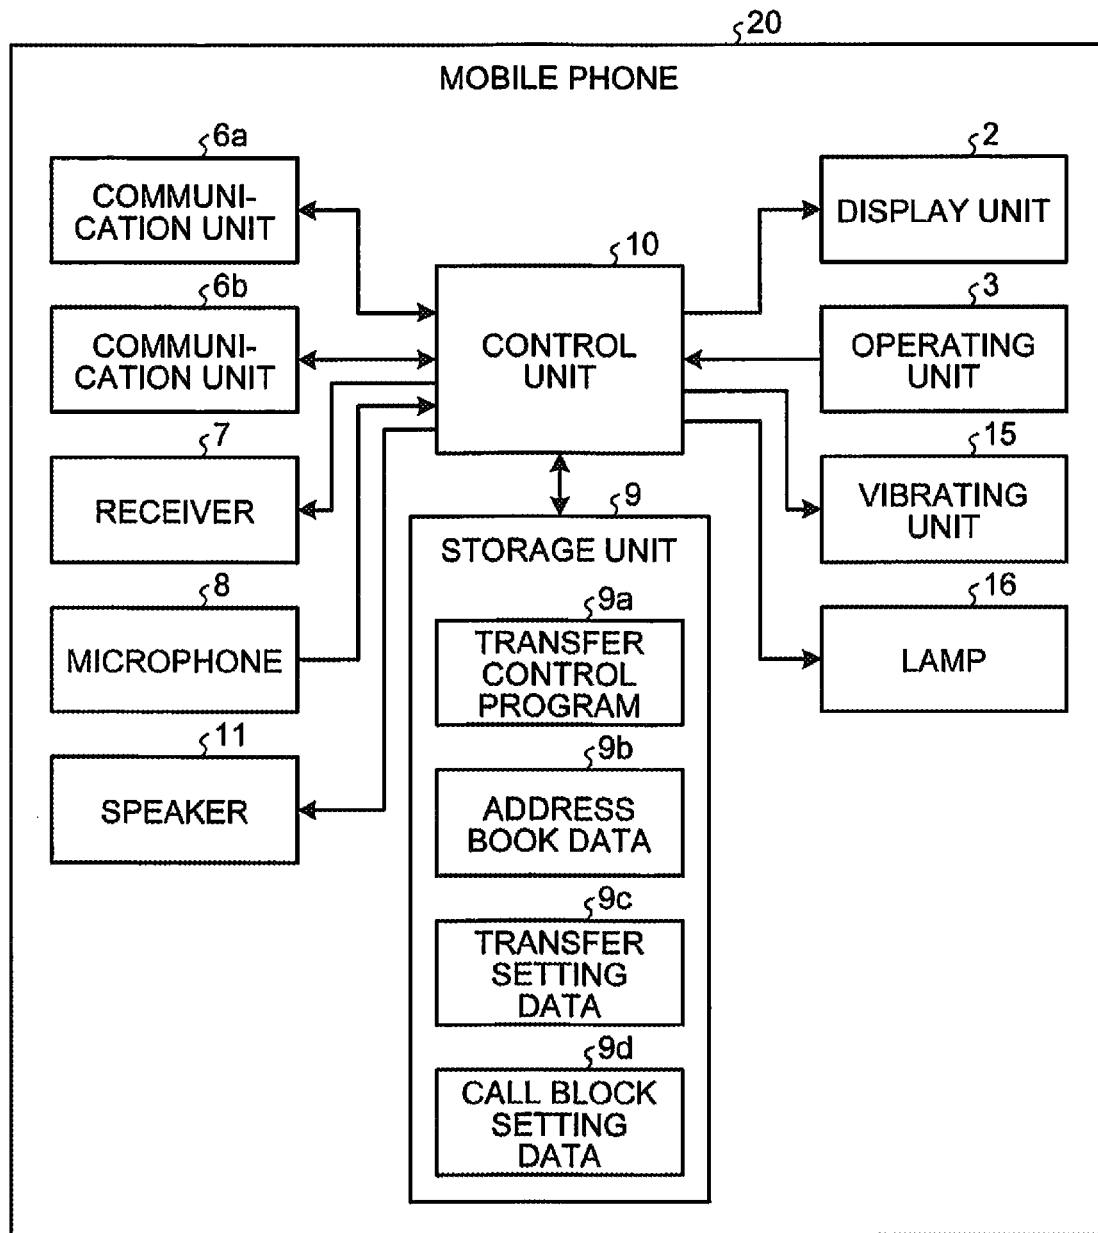 20
MOBILE PHONE
6a
COMMUNI-
CATION UNIT
6b
COMMUNI-
CATION UNIT
7
RECEIVER
8
MICROPHONE
11
SPEAKER
10
CONTROL
UNIT
9
STORAGE UNIT
9a
TRANSFER
CONTROL
PROGRAM
9b
ADDRESS
BOOK DATA
9c
TRANSFER
SETTING
DATA
9d
CALL BLOCK
SETTING
DATA
2
DISPLAY UNIT
3
OPERATING
UNIT
15
VIBRATING
UNIT
16
LAMP